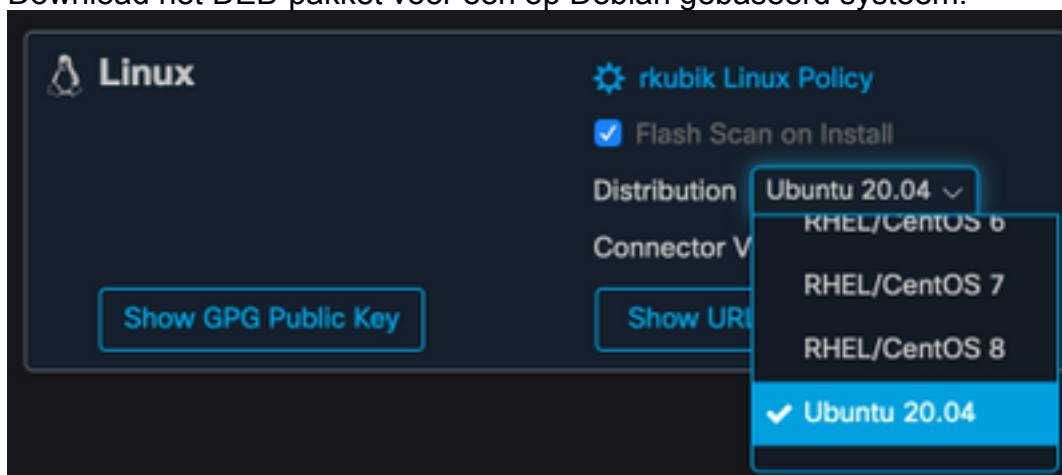 Download het DEB-pakket voor een op Debian gebaseerd systeem.
Linux
rkubik Linux Policy
Flash Scan on Install
Distribution Ubuntu 20.04
RHEL/CentOS 6
Connector V
RHEL/CentOS 7
Show GPG Public Key
Show URL
RHEL/CentOS 8
Ubuntu 20.04